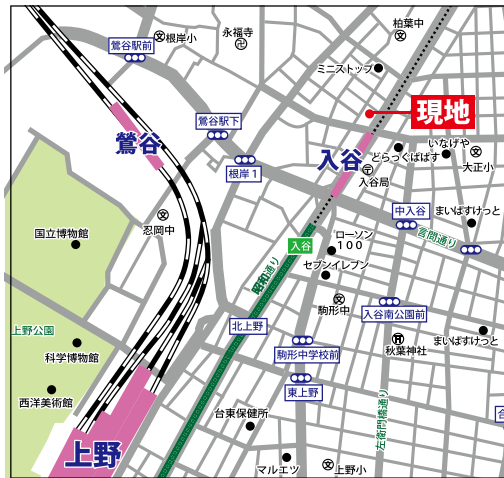 柏葉中
鶯谷駅前
根岸小
永福寺
ミニストップ
現地
鶯谷駅下
鶯谷
入谷
どらっぐぱぱす
いなげや
大正小
根岸1
入谷局
忍岡中
中入谷
まいばすけっと
国立博物館
入谷
ローソン
100
言問通り
昭和通り
セブンイレブン
駒形中
入谷南公園前
上野公園
北上野
科学博物館
駒形中学校前
秋葉神社
まいばすけっと
西洋美術館
東上野
左衛門橋通り
台東保健所
上野
マルエツ
上野小